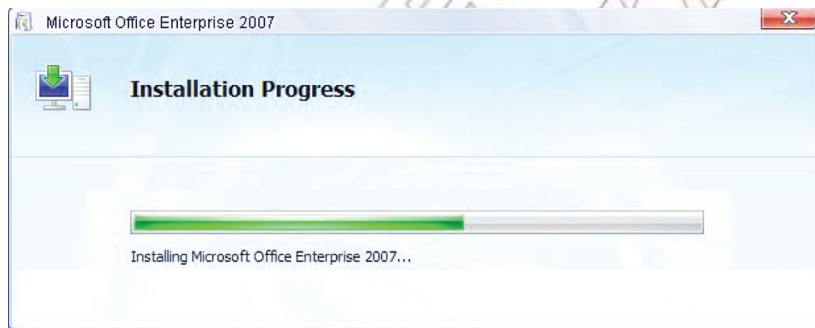 Microsoft Office Enterprise 2007
Installation Progress
Installing Microsoft Office Enterprise 2007...